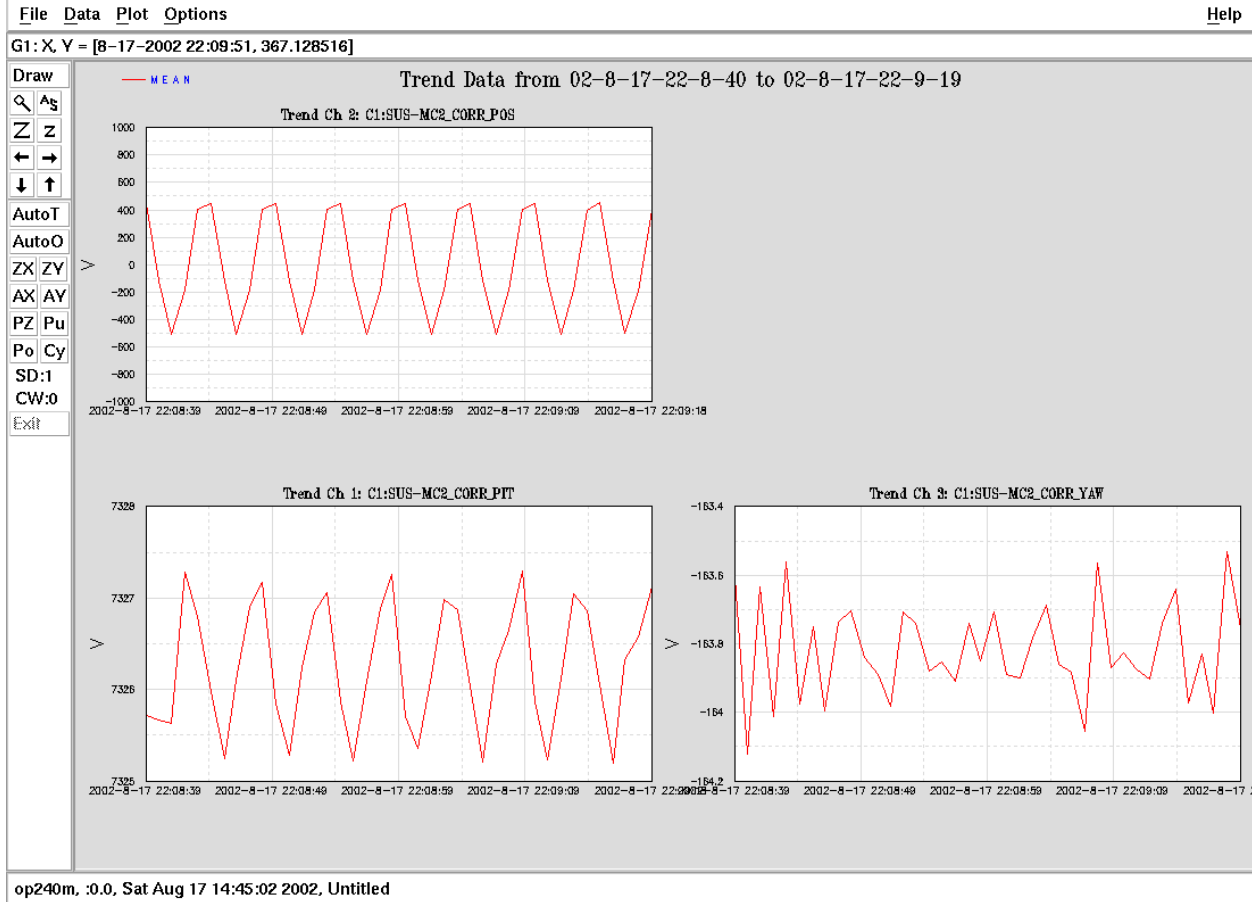 File Data Plot Options Help
G1: X, Y = [8-17-2002 22:09:51, 367.128516]
Draw
AS
Z z
AutoT
AutoO
ZX ZY
AX AY
PZ Pu
Po Cy
SD:1
CW:0
Exit
MEAN
Trend Data from 02-8-17-22-8-40 to 02-8-17-22-9-19
Trend Ch 2: C1:SUS-MC2_CORR_POS
1000
800
600
400
200
0
-200
-400
-600
-800
-1000
V
2002-8-17 22:08:39 2002-8-17 22:08:49 2002-8-17 22:08:59 2002-8-17 22:09:09 2002-8-17 22:09:18
Trend Ch 1: C1:SUS-MC2_CORR_PIT
7328
7327
7326
7325
V
2002-8-17 22:08:39 2002-8-17 22:08:49 2002-8-17 22:08:59 2002-8-17 22:09:09 2002-8-17
Trend Ch 3: C1:SUS-MC2_CORR_YAW
-163.4
-163.6
-163.8
-164
-164.2
V
-8-17 22:08:39 2002-8-17 22:08:49 2002-8-17 22:08:59 2002-8-17 22:09:09 2002-8-17
op240m, :0.0, Sat Aug 17 14:45:02 2002, Untitled